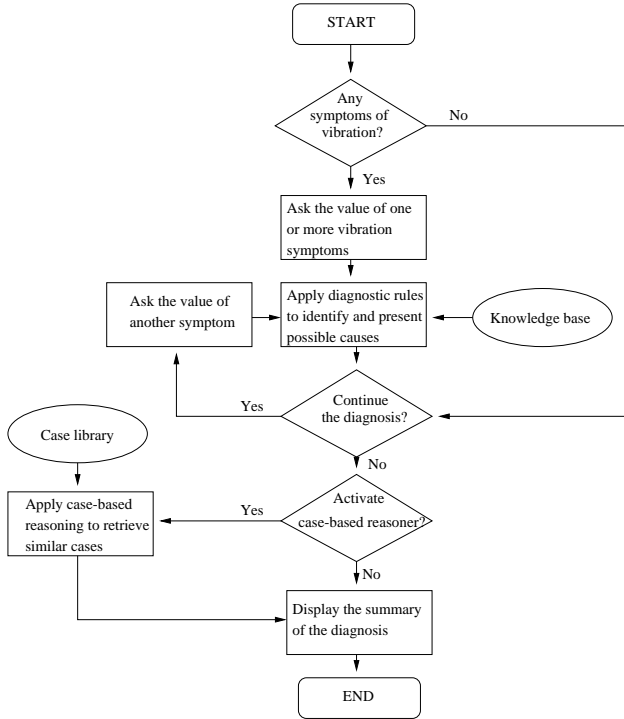 START
Any
symptoms of
vibration?
No
Yes
Ask the value of one
or more vibration
symptoms
Ask the value of
another symptom
Apply diagnostic rules
to identify and present
possible causes
Knowledge base
Continue
the diagnosis?
Yes
No
Case library
Apply case-based
reasoning to retrieve
similar cases
Yes
Activate
case-based reasoner?
No
Display the summary
of the diagnosis
END